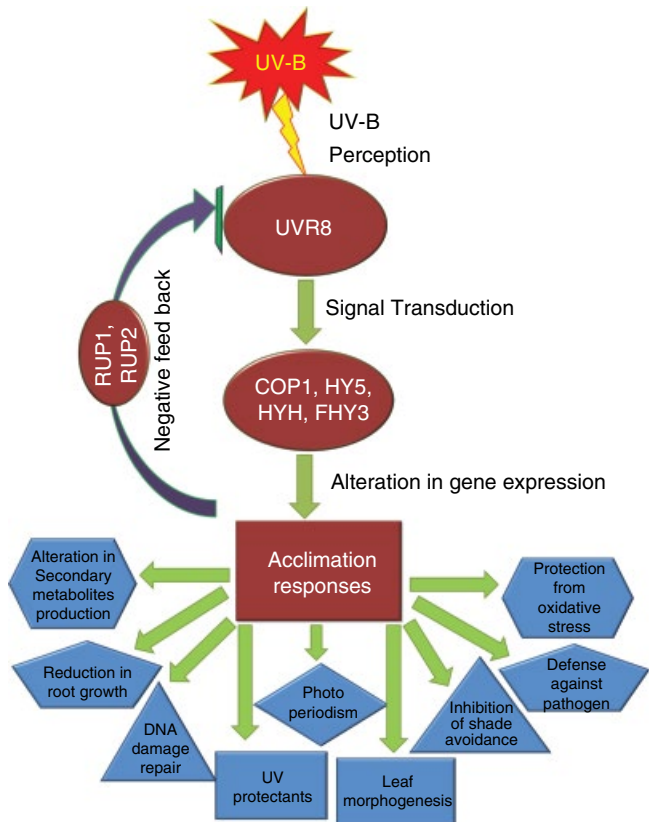 UV-B
UV-B
Perception
UVR8
Signal Transduction
RUP1,
RUP2
Negative feed back
COP1, HY5,
HYH, FHY3
Alteration in gene expression
Acclimation
responses
Alteration in
Secondary
metabolites
production
Protection
from
oxidative
stress
Reduction in
root growth
Defense
against
pathogen
DNA
damage
repair
Photo
periodism
Inhibition
of shade
avoidance
UV
protectants
Leaf
morphogenesis